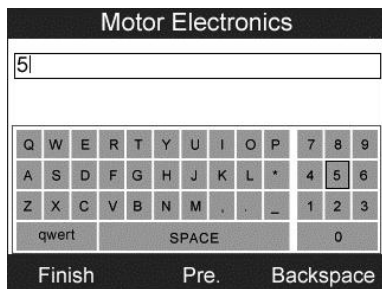 Motor Electronics
5
Q W E R T Y U I O P 7 8 9
A S D F G H J K L * 4 5 6
Z X C V B N M , . _ 1 2 3
qwert SPACE 0
Finish Pre. Backspace